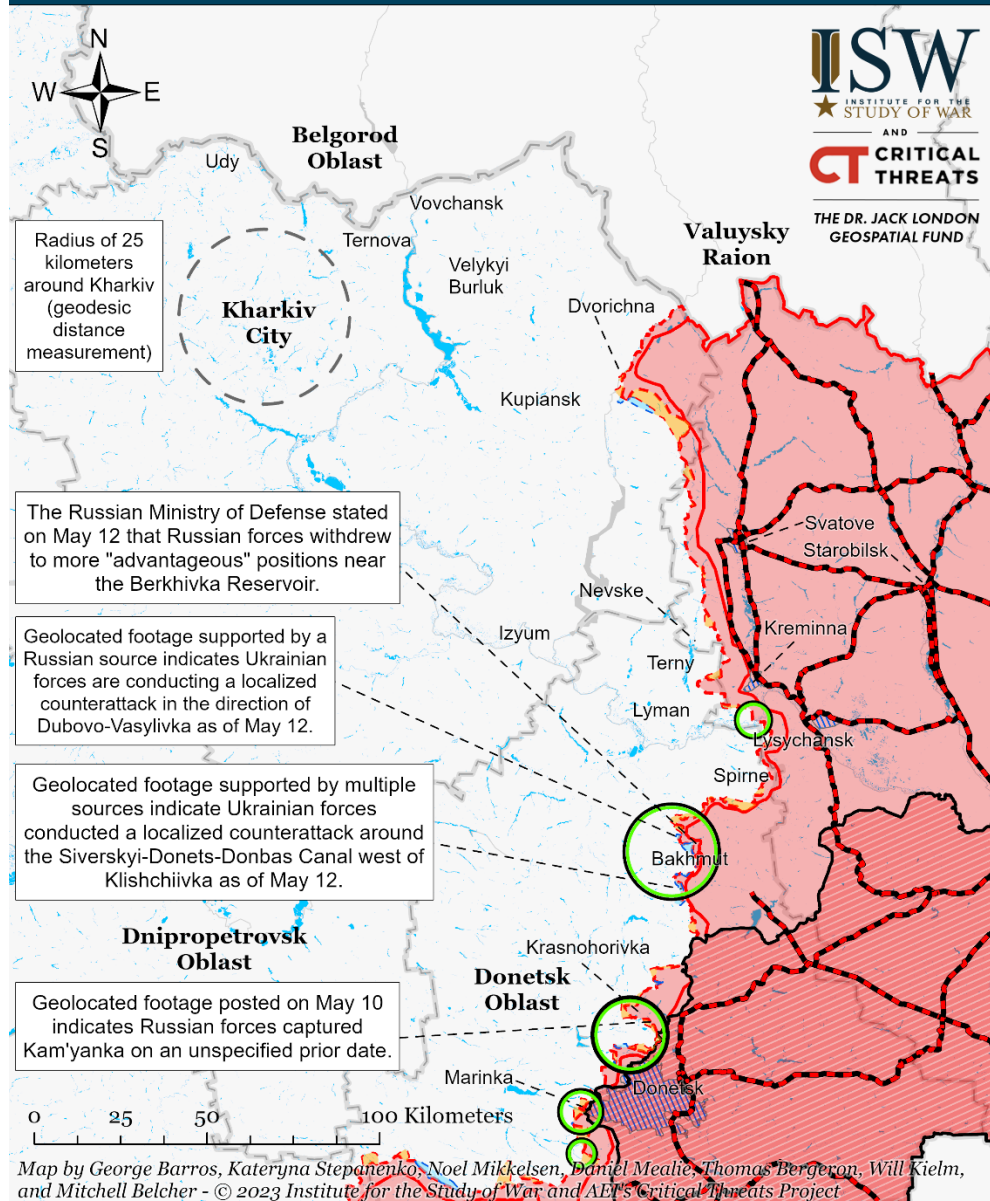 N
W E
S
ISW
INSTITUTE FOR THE
STUDY OF WAR
AND
CT CRITICAL
THREATS
THE DR. JACK LONDON
GEOSPATIAL FUND
Belgorod
Oblast
Udy
Vovchansk
Ternova
Velykyi
Burluk
Valuysky
Raion
Radius of 25
kilometers
around Kharkiv
(geodesic
distance
measurement)
Kharkiv
City
Dvorichna
Kupiansk
The Russian Ministry of Defense stated
on May 12 that Russian forces withdrew
to more "advantageous" positions near
the Berkhivka Reservoir.
Svatove
Starobilsk
Nevske
Izyum
Kreminna
Terny
Lyman
Lysychansk
Spirne
Geolocated footage supported by a
Russian source indicates Ukrainian
forces are conducting a localized
counterattack in the direction of
Dubovo-Vasylivka as of May 12.
Geolocated footage supported by multiple
sources indicate Ukrainian forces
conducted a localized counterattack around
the Siverskyi-Donets-Donbas Canal west of
Klishchiivka as of May 12.
Bakhmut
Dnipropetrovsk
Oblast
Krasnohorivka
Donetsk
Oblast
Geolocated footage posted on May 10
indicates Russian forces captured
Kam'yanka on an unspecified prior date.
Marinka
Donetsk
0 25 50 100 Kilometers
Map by George Barros, Kateryna Stepanenko, Noel Mikkelsen, Daniel Mealie, Thomas Bergeron, Will Kielm,
and Mitchell Belcher - © 2023 Institute for the Study of War and AEI's Critical Threats Project